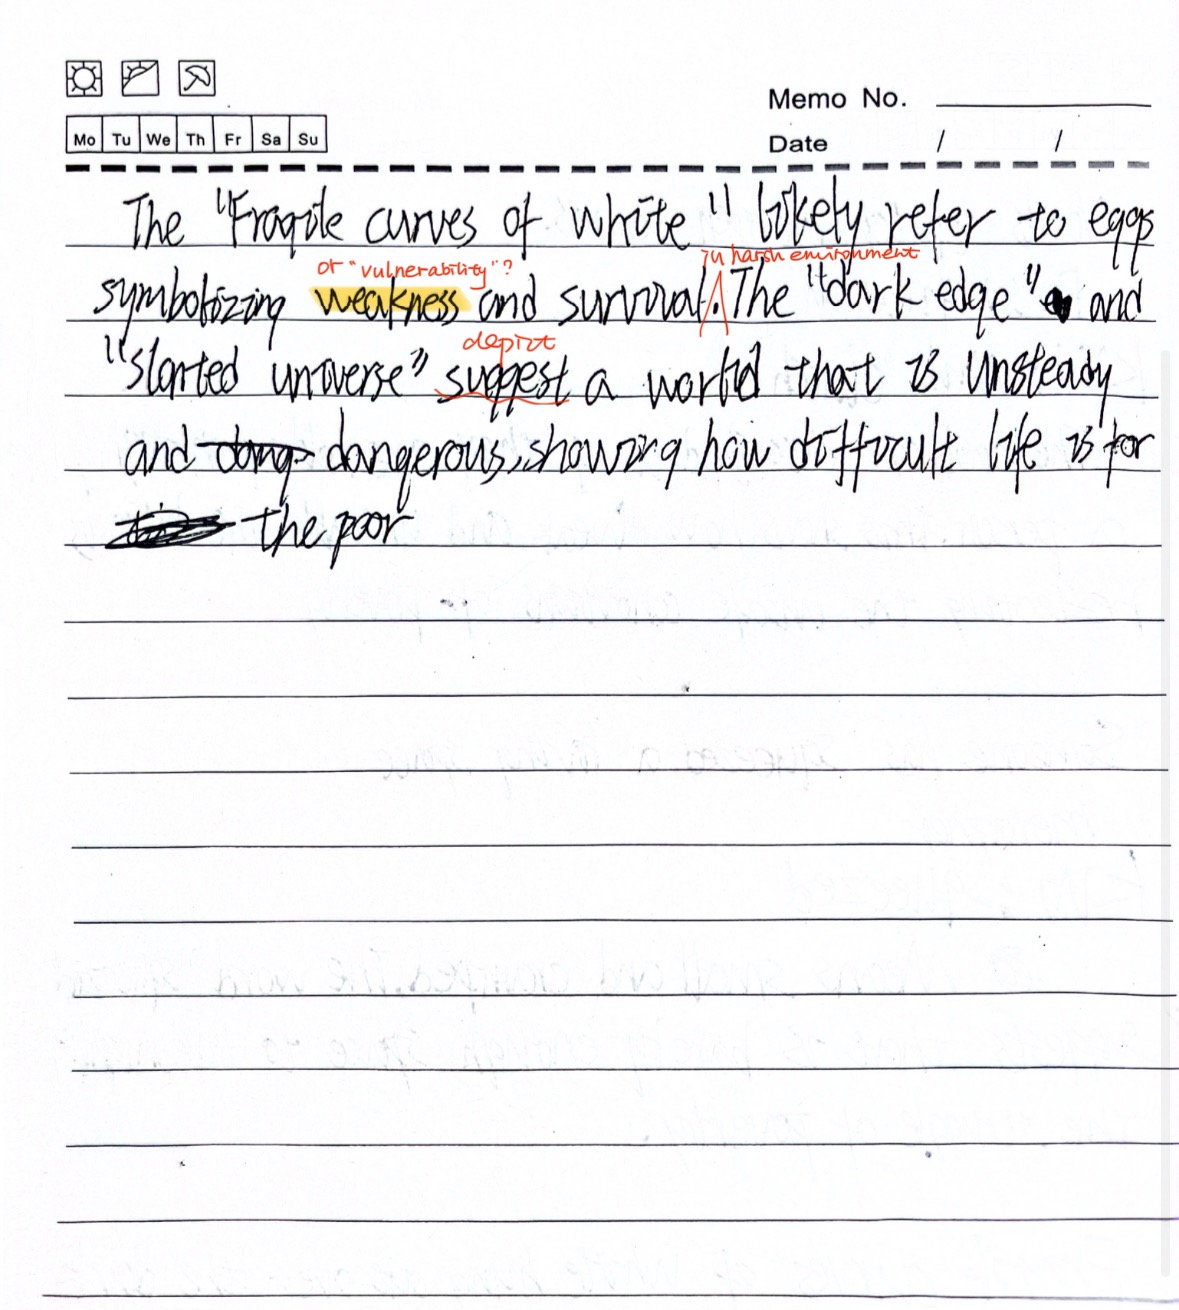 Memo No.
Mo Tu We Th Fr Sa Su
Date / /
The "Fragile curves of white" likely refer to eggs
or "vulnerability"? in harsh environment
symbolizing weakness and survival. The "dark edge" and
depict
"slanted universe" suggest a world that is unsteady
and dang dangerous, showing how difficult life is for
the poor